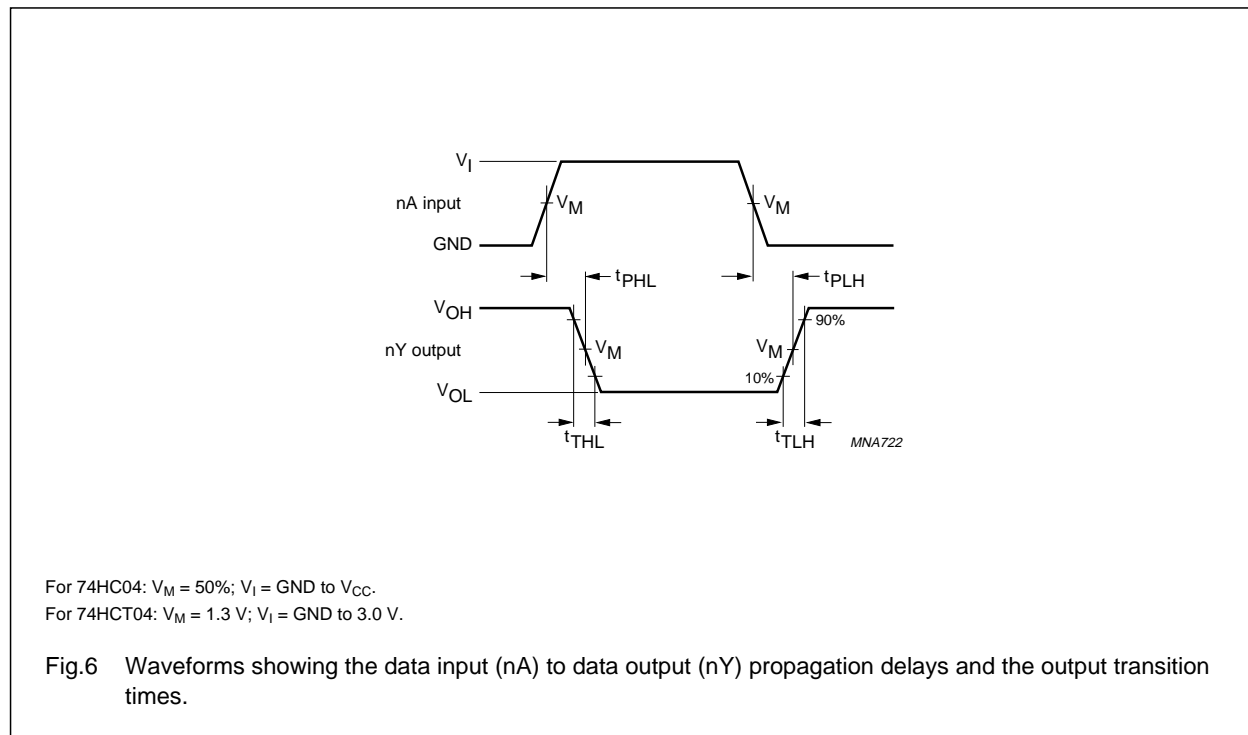 VI
nA input
VM
VM
GND
tPHL
tPLH
VOH
90%
nY output
VM
VM
10%
VOL
tTHL
tTLH
MNA722
For 74HC04: VM = 50%; VI = GND to VCC.
For 74HCT04: VM = 1.3 V; VI = GND to 3.0 V.
Fig.6 Waveforms showing the data input (nA) to data output (nY) propagation delays and the output transition
times.